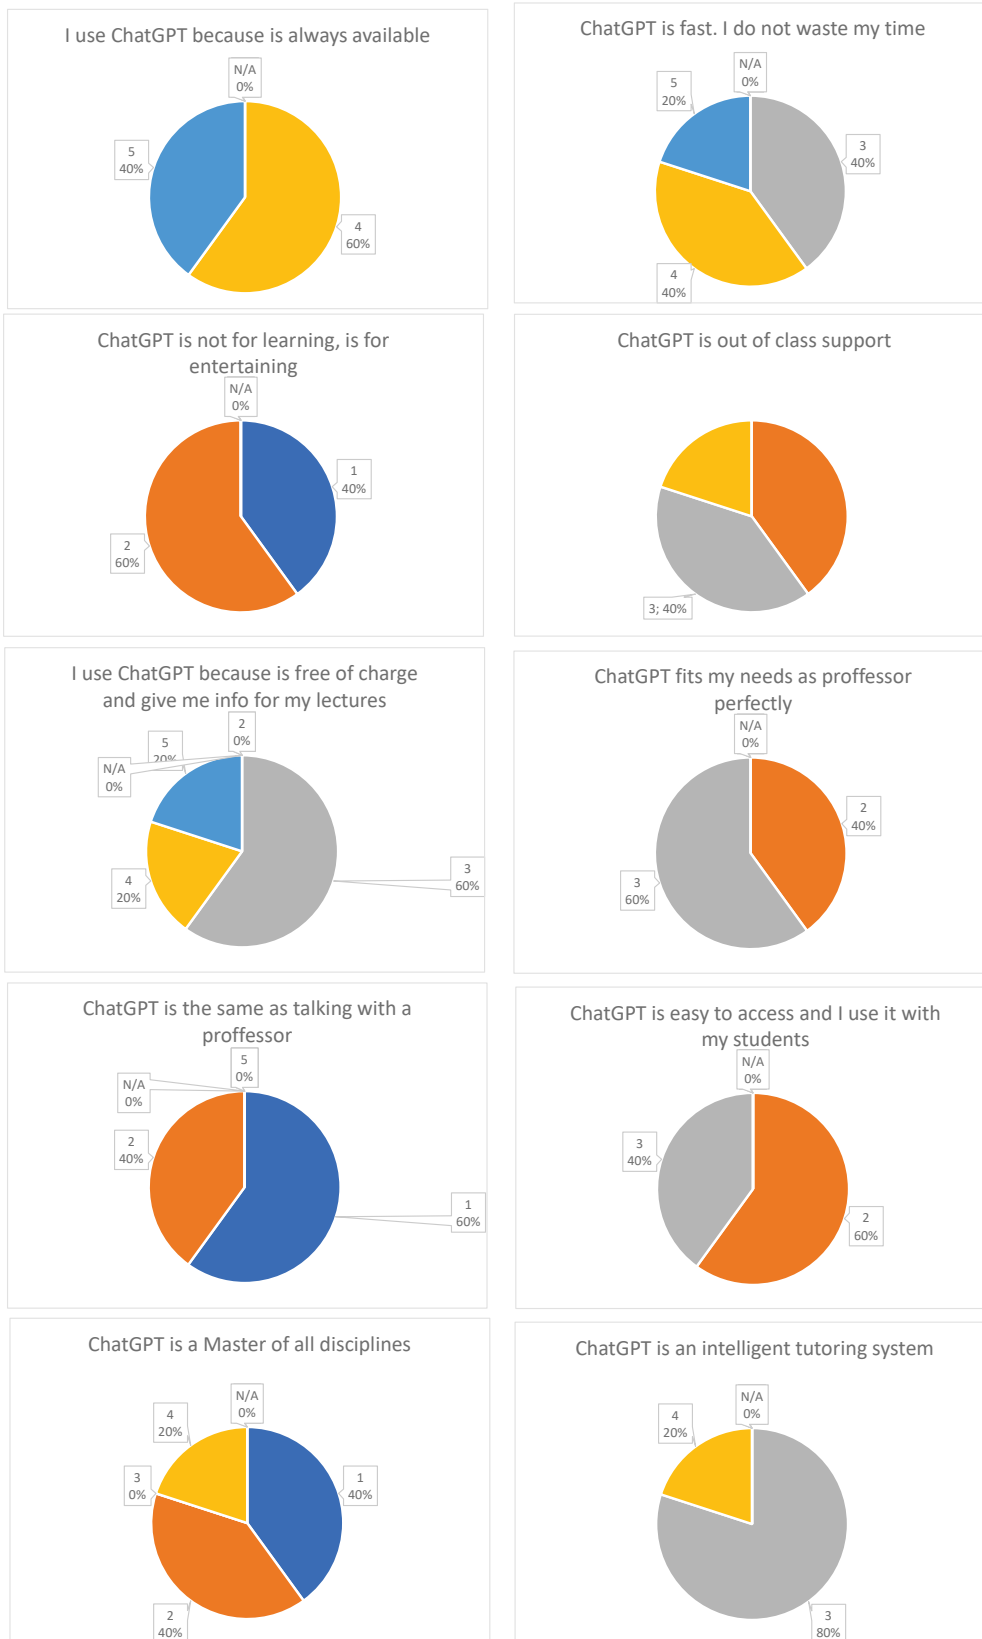 I use ChatGPT because is always available
N/A
0%
5
40%
4
60%
ChatGPT is fast. I do not waste my time
N/A
0%
5
20%
3
40%
4
40%
ChatGPT is not for learning, is for
entertaining
N/A
0%
1
40%
2
60%
ChatGPT is out of class support
3; 40%
I use ChatGPT because is free of charge
and give me info for my lectures
2
0%
5
20%
N/A
0%
3
60%
4
20%
ChatGPT fits my needs as proffessor
perfectly
N/A
0%
2
40%
3
60%
ChatGPT is the same as talking with a
proffessor
5
0%
N/A
0%
2
40%
1
60%
ChatGPT is easy to access and I use it with
my students
N/A
0%
3
40%
2
60%
ChatGPT is a Master of all disciplines
N/A
0%
4
20%
3
0%
1
40%
2
40%
ChatGPT is an intelligent tutoring system
N/A
0%
4
20%
3
80%